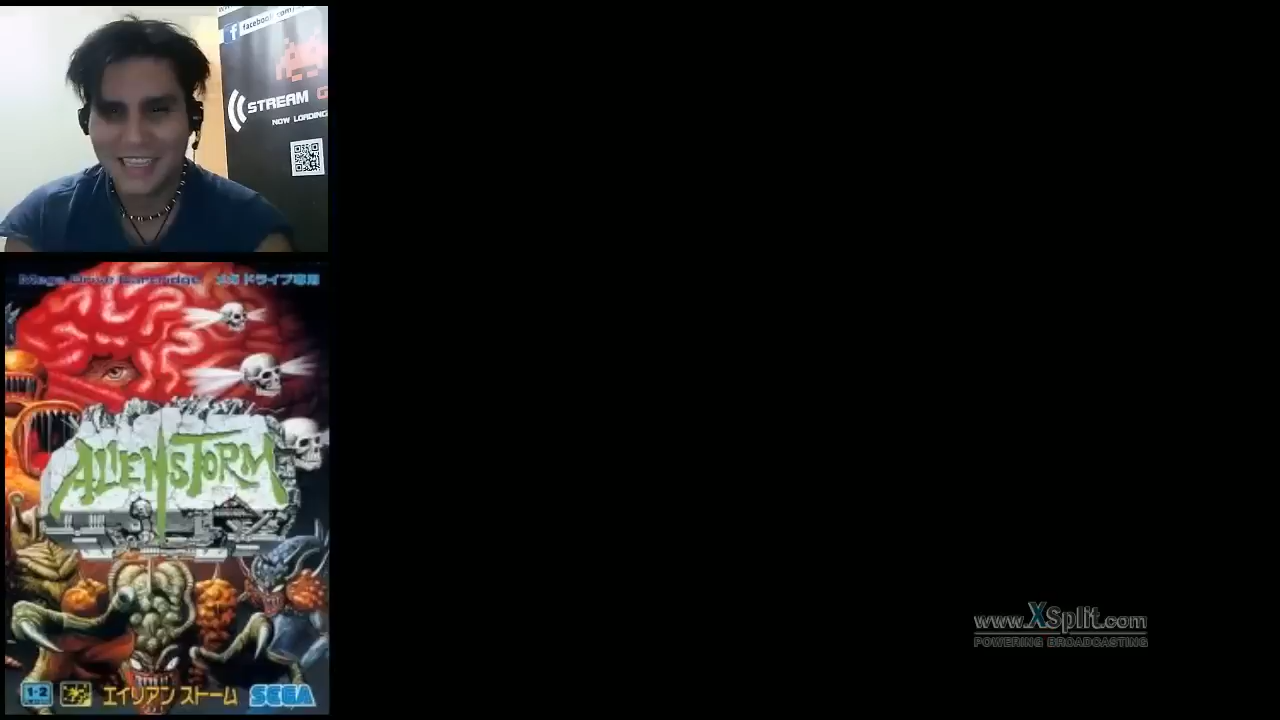 facebook.com/
STREAM G
NOW LOADING
Mega Drive Cartridge メガドライブ専用
ALIEN STORM
1-2
エイリアン ストーム
SEGA
www.XSplit.com
POWERING BROADCASTING